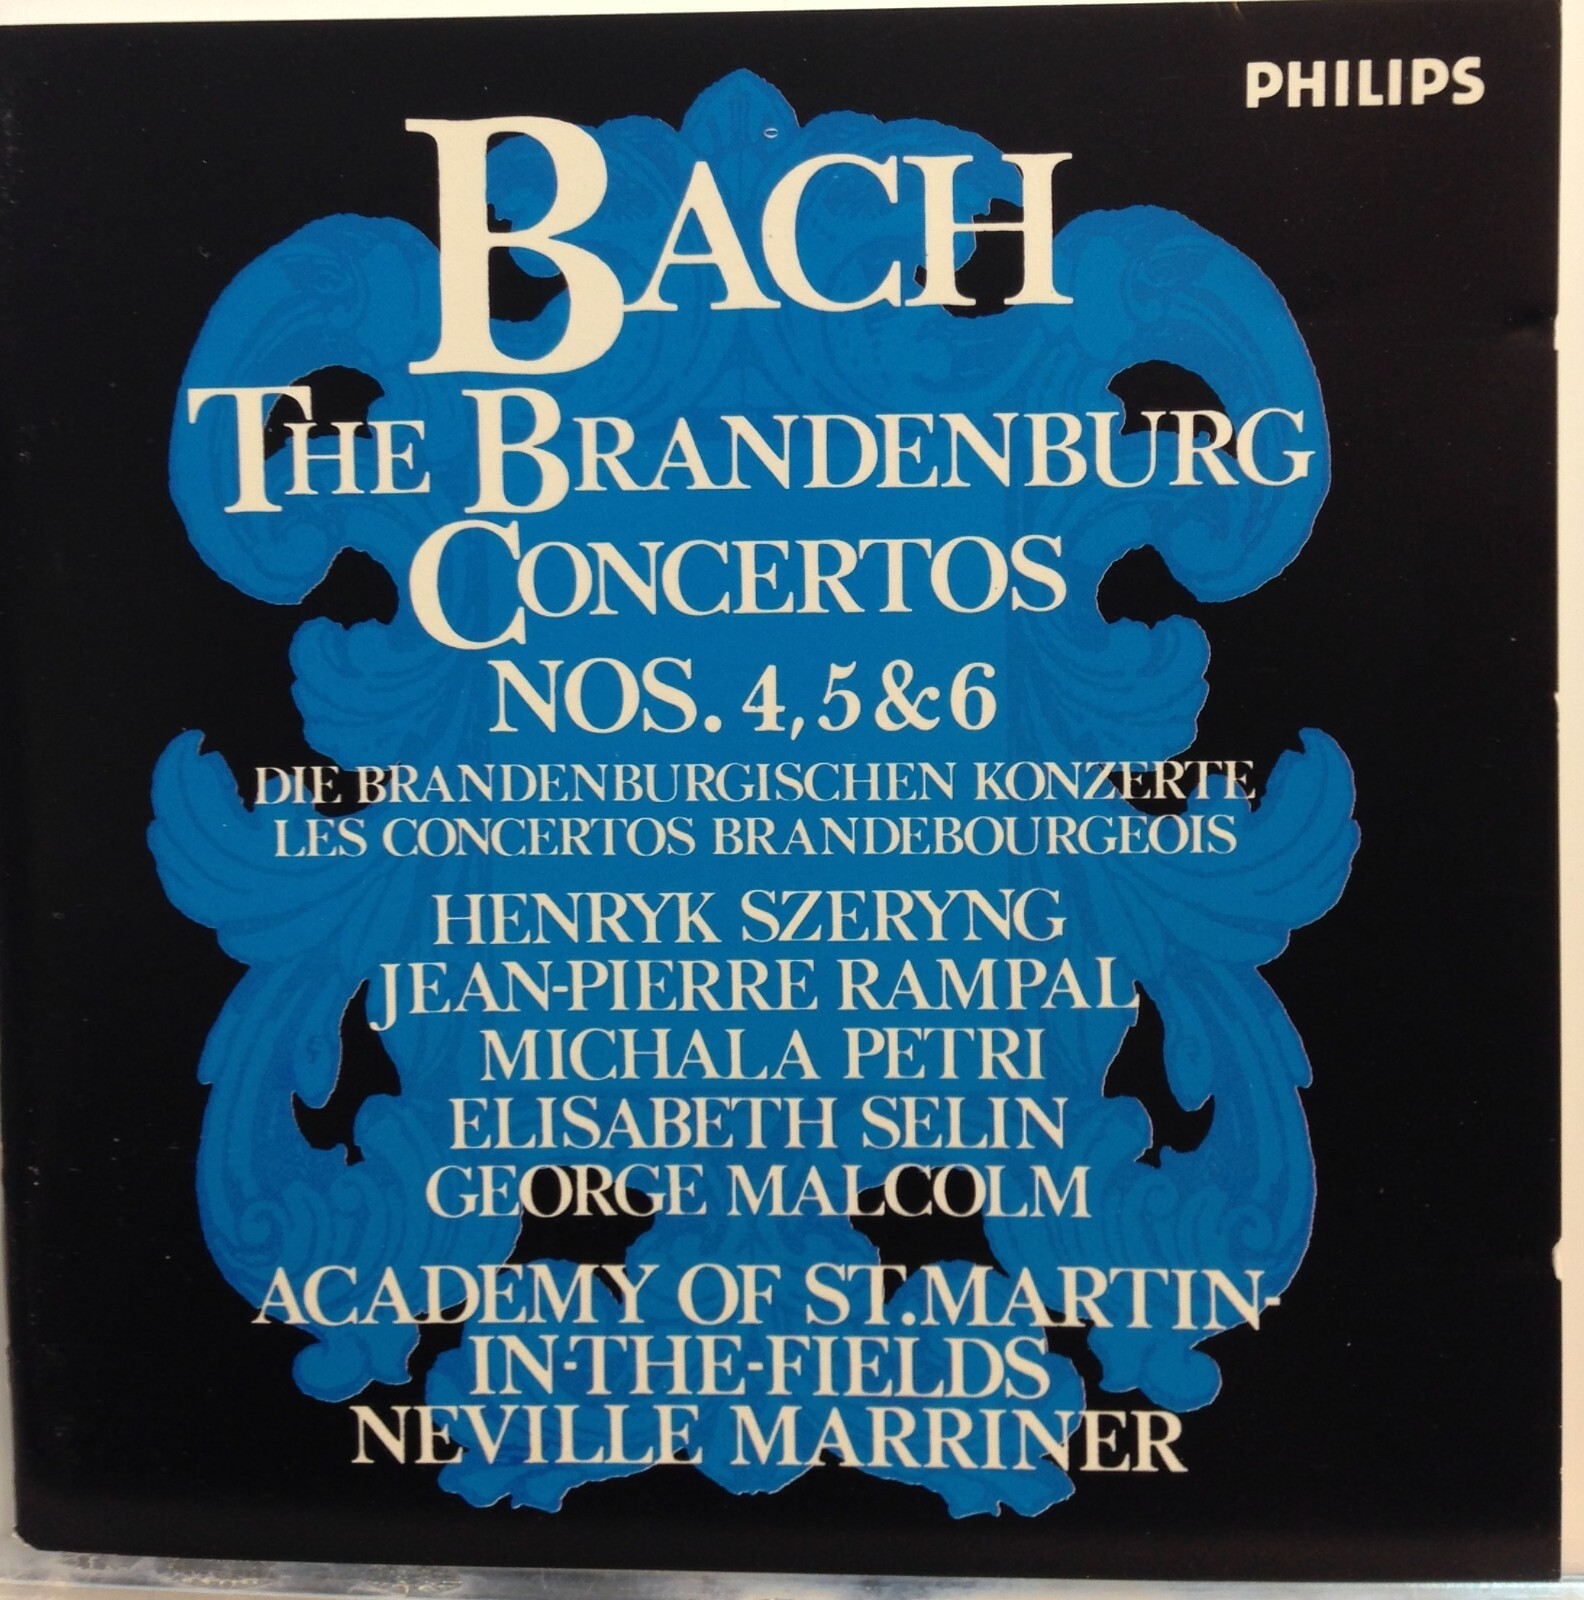 PHILIPS
BACH
THE BRANDENBURG
CONCERTOS
NOS. 4, 5 & 6
DIE BRANDENBURGISCHEN KONZERTE
LES CONCERTOS BRANDEBOURGEOIS
HENRYK SZERYNG
JEAN-PIERRE RAMPAL
MICHALA PETRI
ELISABETH SELIN
GEORGE MALCOLM
ACADEMY OF ST. MARTIN-
IN-THE-FIELDS
NEVILLE MARRINER